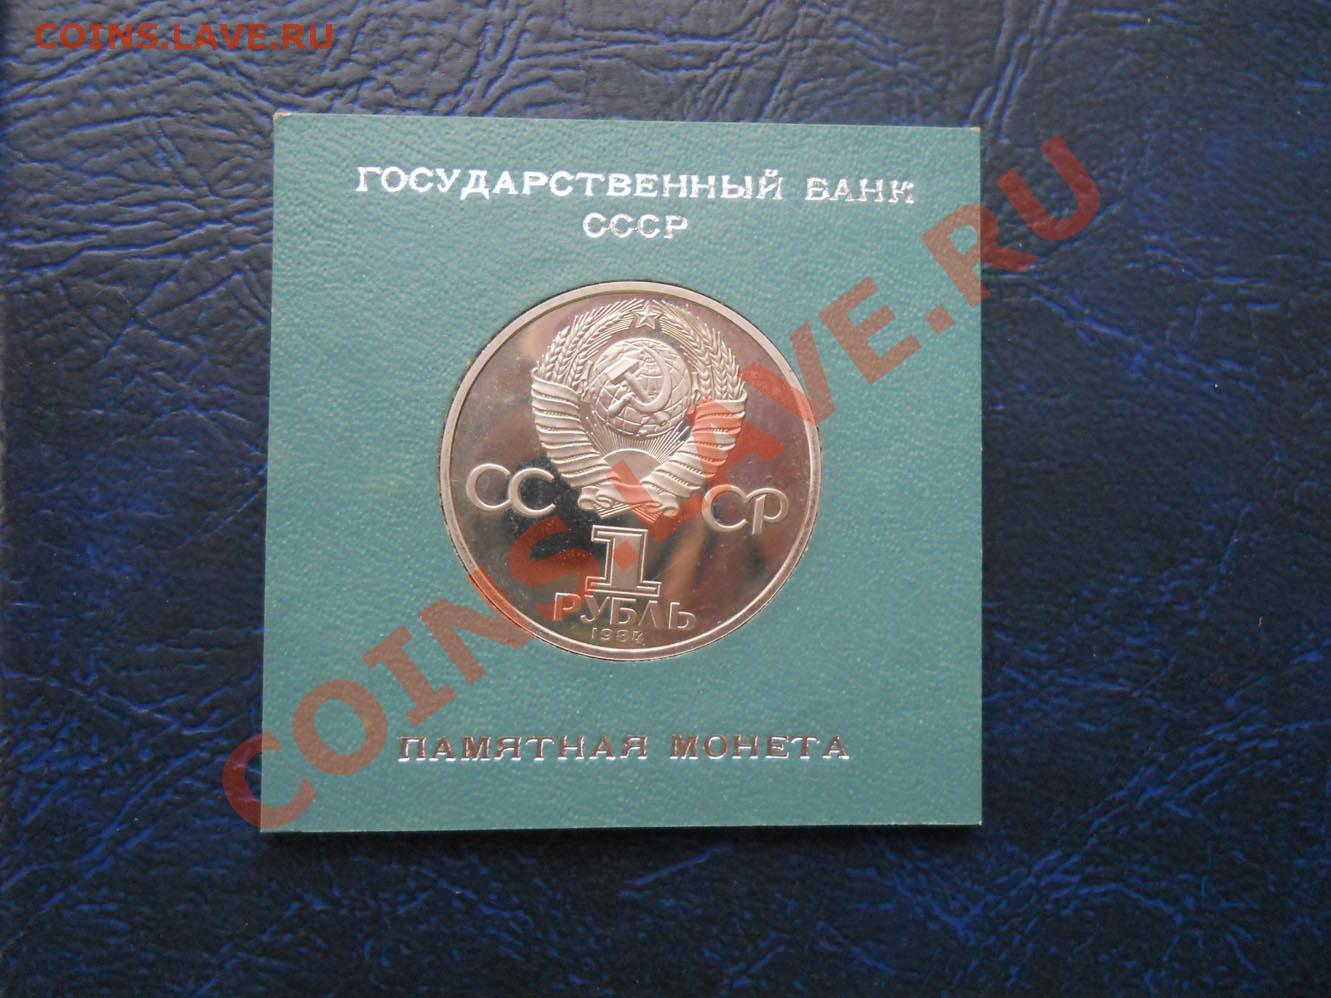 COINS.LAVE.RU
ГОСУДАРСТВЕННЫЙ БАНК
СССР
СС СР
1
РУБЛЬ
1984
ПАМЯТНАЯ МОНЕТА
COINS.LAVE.RU